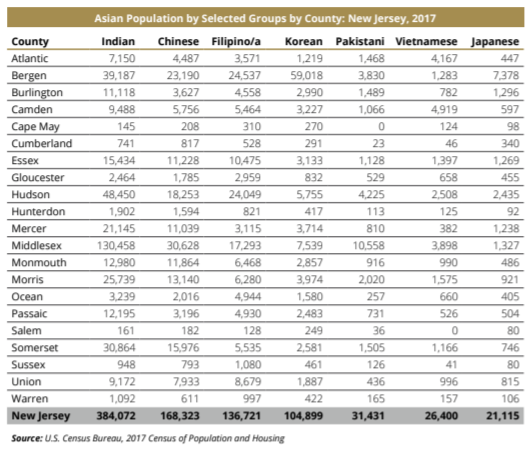 Asian Population by Selected Groups by County: New Jersey, 2017
County Indian Chinese Filipino/a Korean Pakistani Vietnamese Japanese
Atlantic 7,150 4,487 3,571 1,219 1,468 4,167 447
Bergen 39,187 23,190 24,537 59,018 3,830 1,283 7,378
Burlington 11,118 3,627 4,558 2,990 1,489 782 1,296
Camden 9,488 5,756 5,464 3,227 1,066 4,919 597
Cape May 145 208 310 270 0 124 98
Cumberland 741 817 528 291 23 46 340
Essex 15,434 11,228 10,475 3,133 1,128 1,397 1,269
Gloucester 2,464 1,785 2,959 832 529 658 455
Hudson 48,450 18,253 24,049 5,755 4,225 2,508 2,435
Hunterdon 1,902 1,594 821 417 113 125 92
Mercer 21,145 11,039 3,115 3,714 810 382 1,238
Middlesex 130,458 30,628 17,293 7,539 10,558 3,898 1,327
Monmouth 12,980 11,864 6,468 2,857 916 990 486
Morris 25,739 13,140 6,280 3,974 2,020 1,575 921
Ocean 3,239 2,016 4,944 1,580 257 660 405
Passaic 12,195 3,196 4,930 2,483 731 526 504
Salem 161 182 128 249 36 0 80
Somerset 30,864 15,976 5,535 2,581 1,505 1,166 746
Sussex 948 793 1,080 461 126 41 80
Union 9,172 7,933 8,679 1,887 436 996 815
Warren 1,092 611 997 422 165 157 106
New Jersey 384,072 168,323 136,721 104,899 31,431 26,400 21,115
Source: U.S. Census Bureau, 2017 Census of Population and Housing